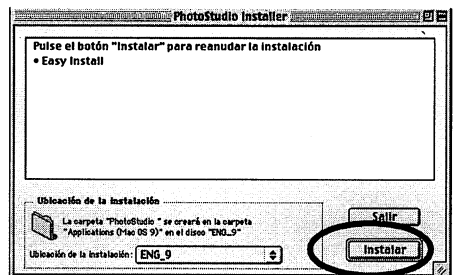 PhotoStudio Installer
Pulse el botón "Instalar" para reanudar la instalación
• Easy Install
Ubicación de la instalación
La carpeta "PhotoStudio " se creará en la carpeta
"Applications (Mac OS 9)" en el disco "ENG_9"
Ubicación de la instalación: ENG_9
Salir
Instalar